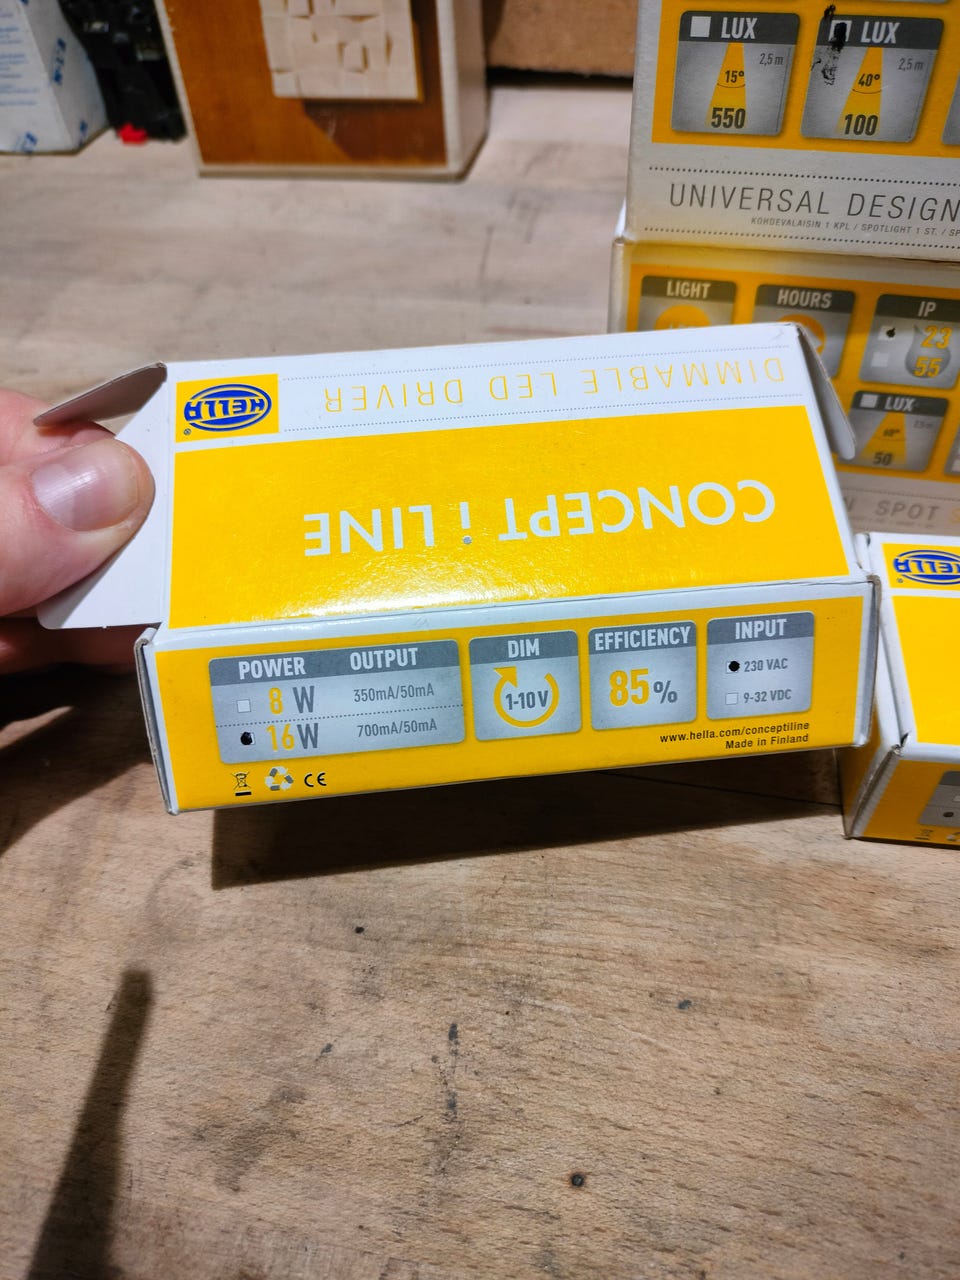 LUX
15°
2,5 m
550
LUX
40°
2,5 m
100
UNIVERSAL DESIGN
KOHDEVALAISIN 1 KPL / SPOTLIGHT 1 ST. / SP
LIGHT
HOURS
IP
23
55
LUX
50
SPOT
HELLA
®
DIMMABLE LED DRIVER
CONCEPT i LINE
POWER OUTPUT
8 W 350mA/50mA
16 W 700mA/50mA
DIM
1-10 V
EFFICIENCY
85 %
INPUT
230 VAC
9-32 VDC
www.hella.com/conceptiline
Made in Finland
CE
HELLA